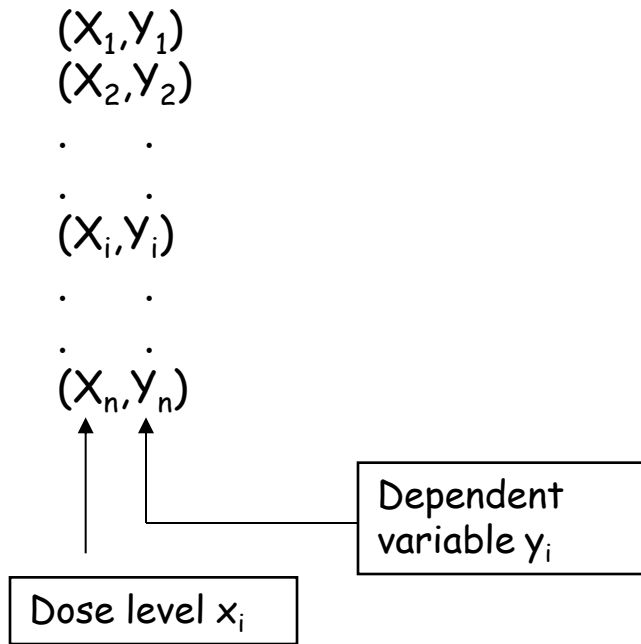 (X₁,Y₁)
(X₂,Y₂)
. .
. .
(Xᵢ,Yᵢ)
. .
. .
(Xₙ,Yₙ)
Dependent
variable yᵢ
Dose level xᵢ